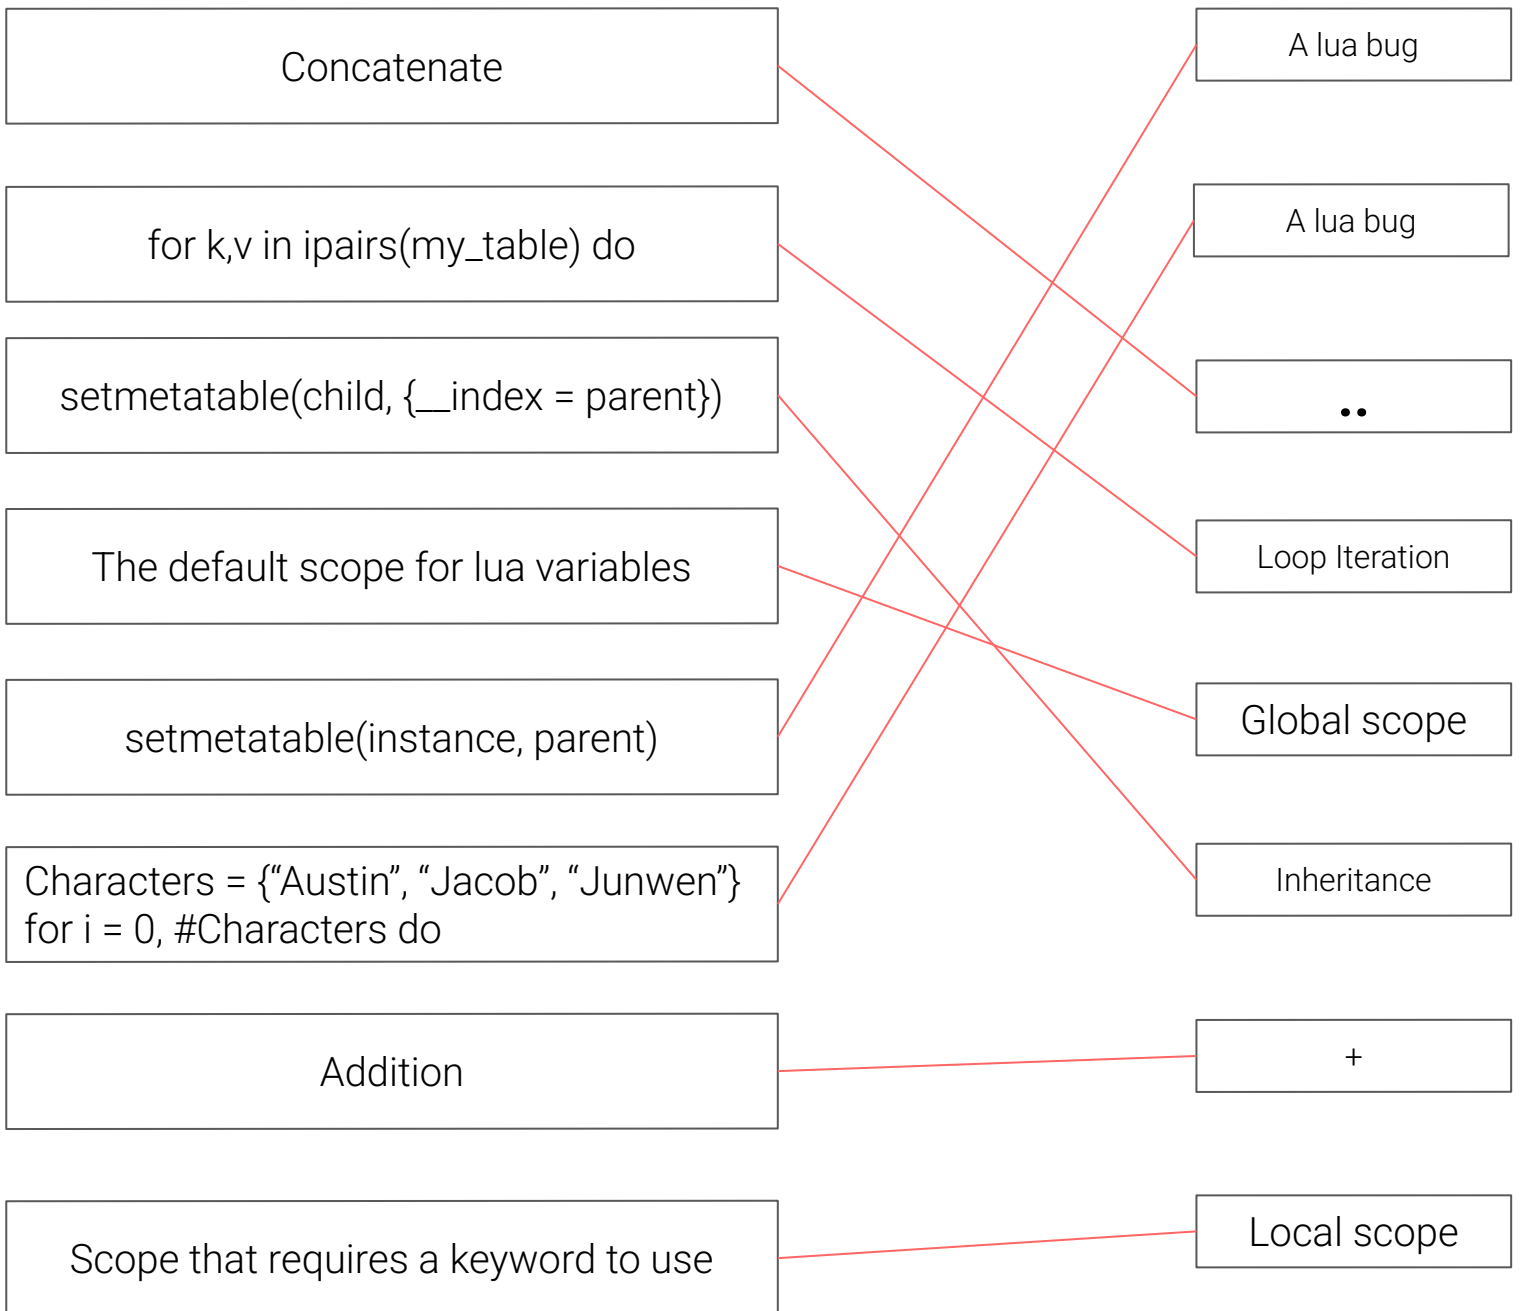 Concatenate
for k,v in ipairs(my_table) do
setmetatable(child, {__index = parent})
The default scope for lua variables
setmetatable(instance, parent)
Characters = {“Austin”, “Jacob”, “Junwen”}
for i = 0, #Characters do
Addition
Scope that requires a keyword to use
A lua bug
A lua bug
..
Loop Iteration
Global scope
Inheritance
+
Local scope